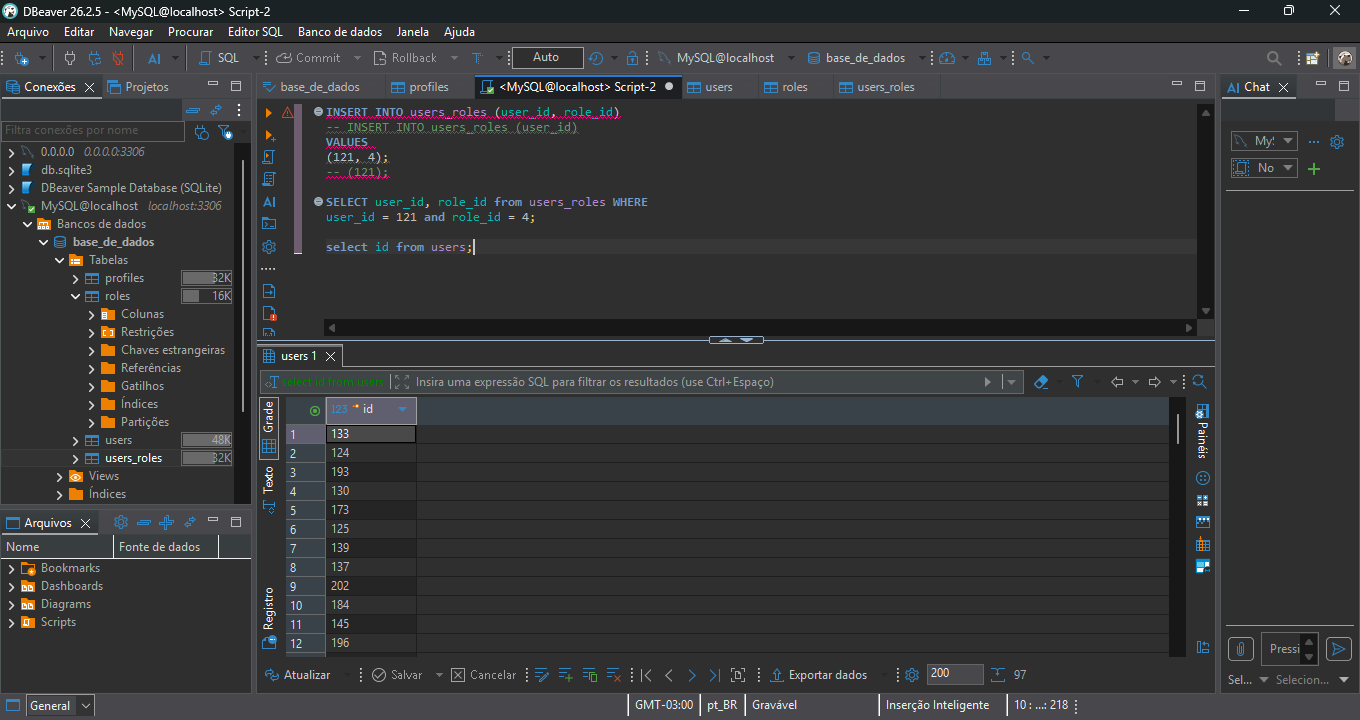 DBeaver 26.2.5 - <MySQL@localhost> Script-2
Arquivo Editar Navegar Procurar Editor SQL Banco de dados Janela Ajuda
AI SQL Commit Rollback T Auto MySQL@localhost base_de_dados
Conexões Projetos
Filtra conexões por nome
0.0.0.0 0.0.0.0:3306
db.sqlite3
DBeaver Sample Database (SQLite)
MySQL@localhost localhost:3306
Bancos de dados
base_de_dados
Tabelas
profiles 32K
roles 16K
Colunas
Restrições
Chaves estrangeiras
Referências
Gatilhos
Índices
Partições
users 48K
users_roles 32K
Views
Índices
Arquivos
Nome Fonte de dados
Bookmarks
Dashboards
Diagrams
Scripts
General
base_de_dados profiles <MySQL@localhost> Script-2 users roles users_roles
INSERT INTO users_roles (user_id, role_id)
-- INSERT INTO users_roles (user_id)
VALUES
(121, 4);
-- (121);
SELECT user_id, role_id from users_roles WHERE
user_id = 121 and role_id = 4;
select id from users;
AI
users 1
select id from users Insira uma expressão SQL para filtrar os resultados (use Ctrl+Espaço)
Grade
Texto
Registro
123 id
1 133
2 124
3 193
4 130
5 173
6 125
7 139
8 137
9 202
10 184
11 145
12 196
Painéis
Atualizar Salvar Cancelar Exportar dados 200 97
GMT-03:00 pt_BR Gravável Inserção Inteligente 10 : ...: 218
AI Chat
My:
No
Pressi
Sel... Selecion...